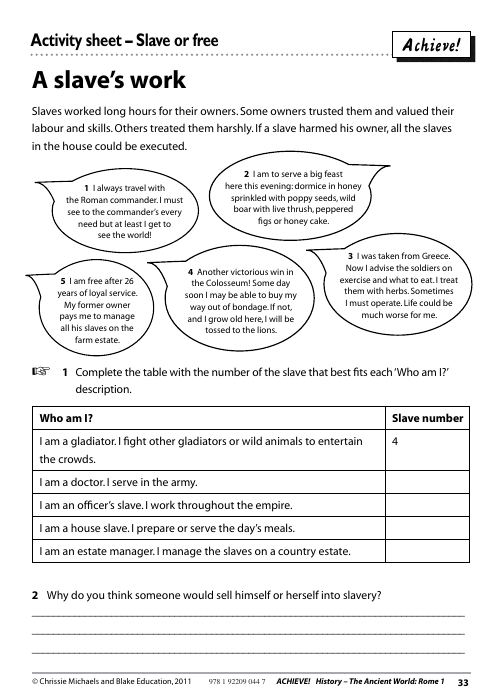 Activity sheet – Slave or free
Achieve!
A slave's work
Slaves worked long hours for their owners. Some owners trusted them and valued their
labour and skills. Others treated them harshly. If a slave harmed his owner, all the slaves
in the house could be executed.
1 I always travel with
the Roman commander. I must
see to the commander's every
need but at least I get to
see the world!
2 I am to serve a big feast
here this evening: dormice in honey
sprinkled with poppy seeds, wild
boar with live thrush, peppered
figs or honey cake.
3 I was taken from Greece.
Now I advise the soldiers on
exercise and what to eat. I treat
them with herbs. Sometimes
I must operate. Life could be
much worse for me.
4 Another victorious win in
the Colosseum! Some day
soon I may be able to buy my
way out of bondage. If not,
and I grow old here, I will be
tossed to the lions.
5 I am free after 26
years of loyal service.
My former owner
pays me to manage
all his slaves on the
farm estate.
1 Complete the table with the number of the slave that best fits each 'Who am I?'
description.
Who am I? Slave number
I am a gladiator. I fight other gladiators or wild animals to entertain
the crowds. 4
I am a doctor. I serve in the army.
I am an officer's slave. I work throughout the empire.
I am a house slave. I prepare or serve the day's meals.
I am an estate manager. I manage the slaves on a country estate.
2 Why do you think someone would sell himself or herself into slavery?
© Chrissie Michaels and Blake Education, 2011 978 1 92209 044 7 ACHIEVE! History – The Ancient World: Rome 1 33